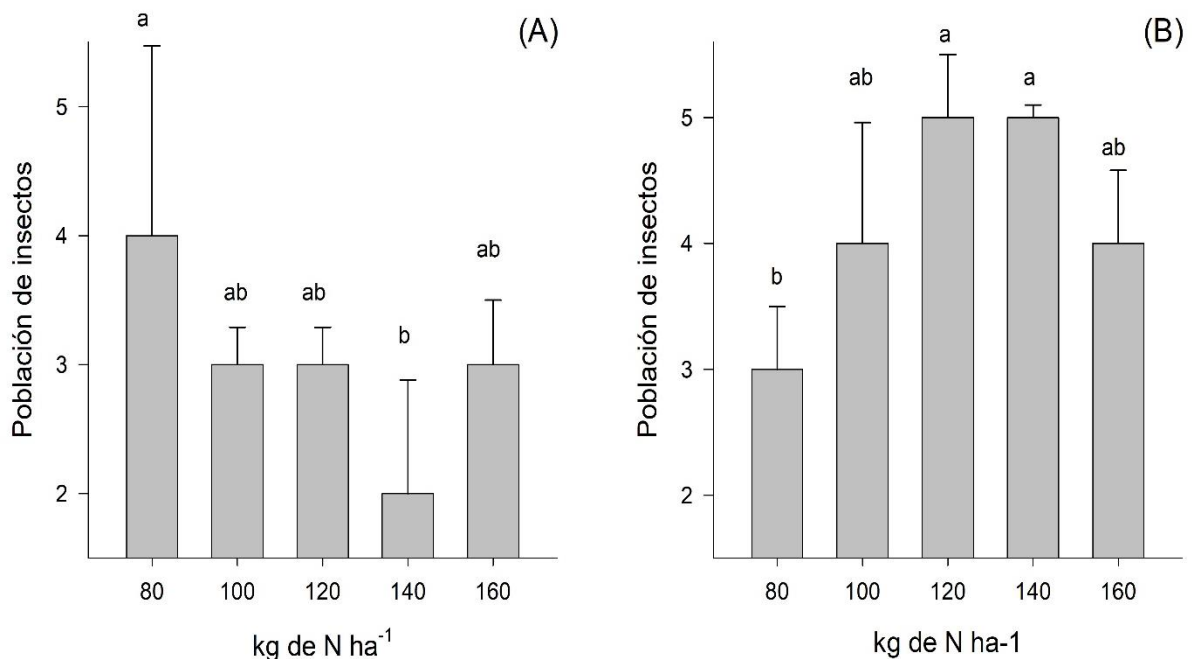 (A)
a
5
Población de insectos
4
ab
ab
ab
3
b
2
80 100 120 140 160
kg de N ha⁻¹
(B)
a
ab
a
5
ab
Población de insectos
4
b
3
2
80 100 120 140 160
kg de N ha-1